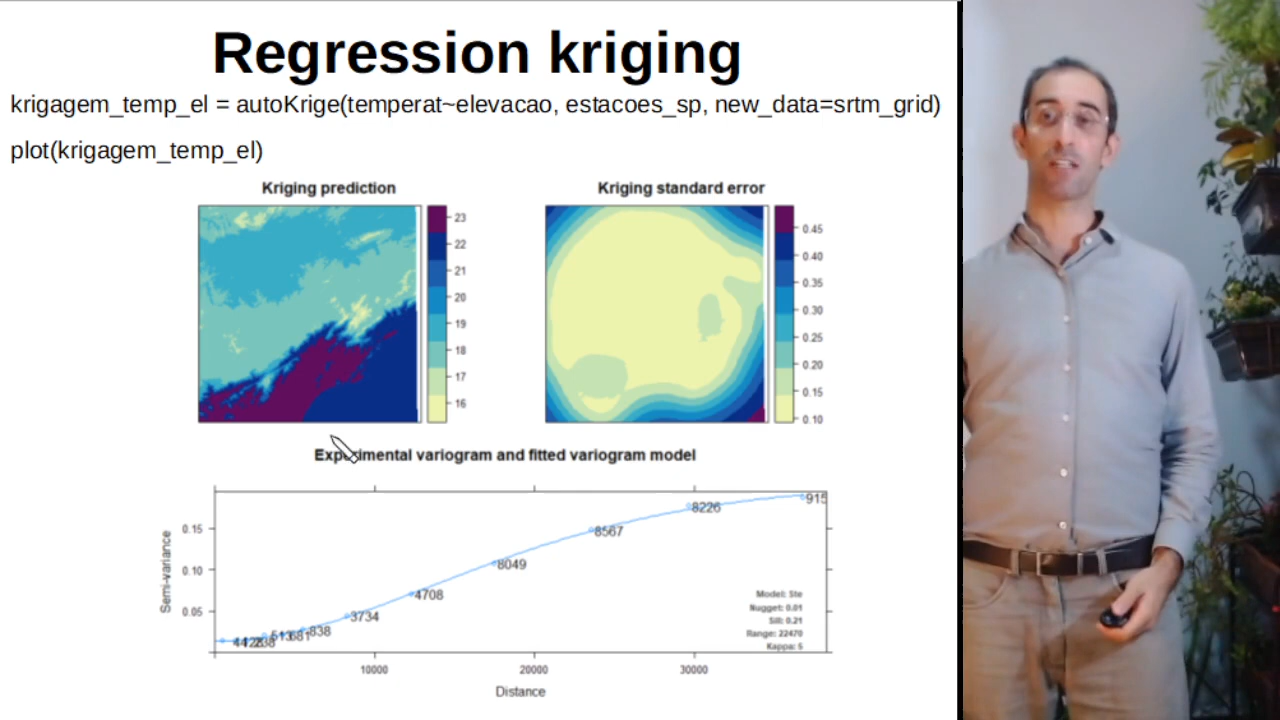 Regression kriging
krigagem_temp_el = autoKrige(temperat~elevacao, estacoes_sp, new_data=srtm_grid)
plot(krigagem_temp_el)
Kriging prediction
23
22
21
20
19
18
17
16
Kriging standard error
0.45
0.40
0.35
0.30
0.25
0.20
0.15
0.10
Experimental variogram and fitted variogram model
Semi-variance
0.15
0.10
0.05
838
3734
4708
8049
8567
8226
915
Model: Ste
Nugget: 0.01
Sill: 0.21
Range: 22470
Kappa: 5
10000
20000
30000
Distance